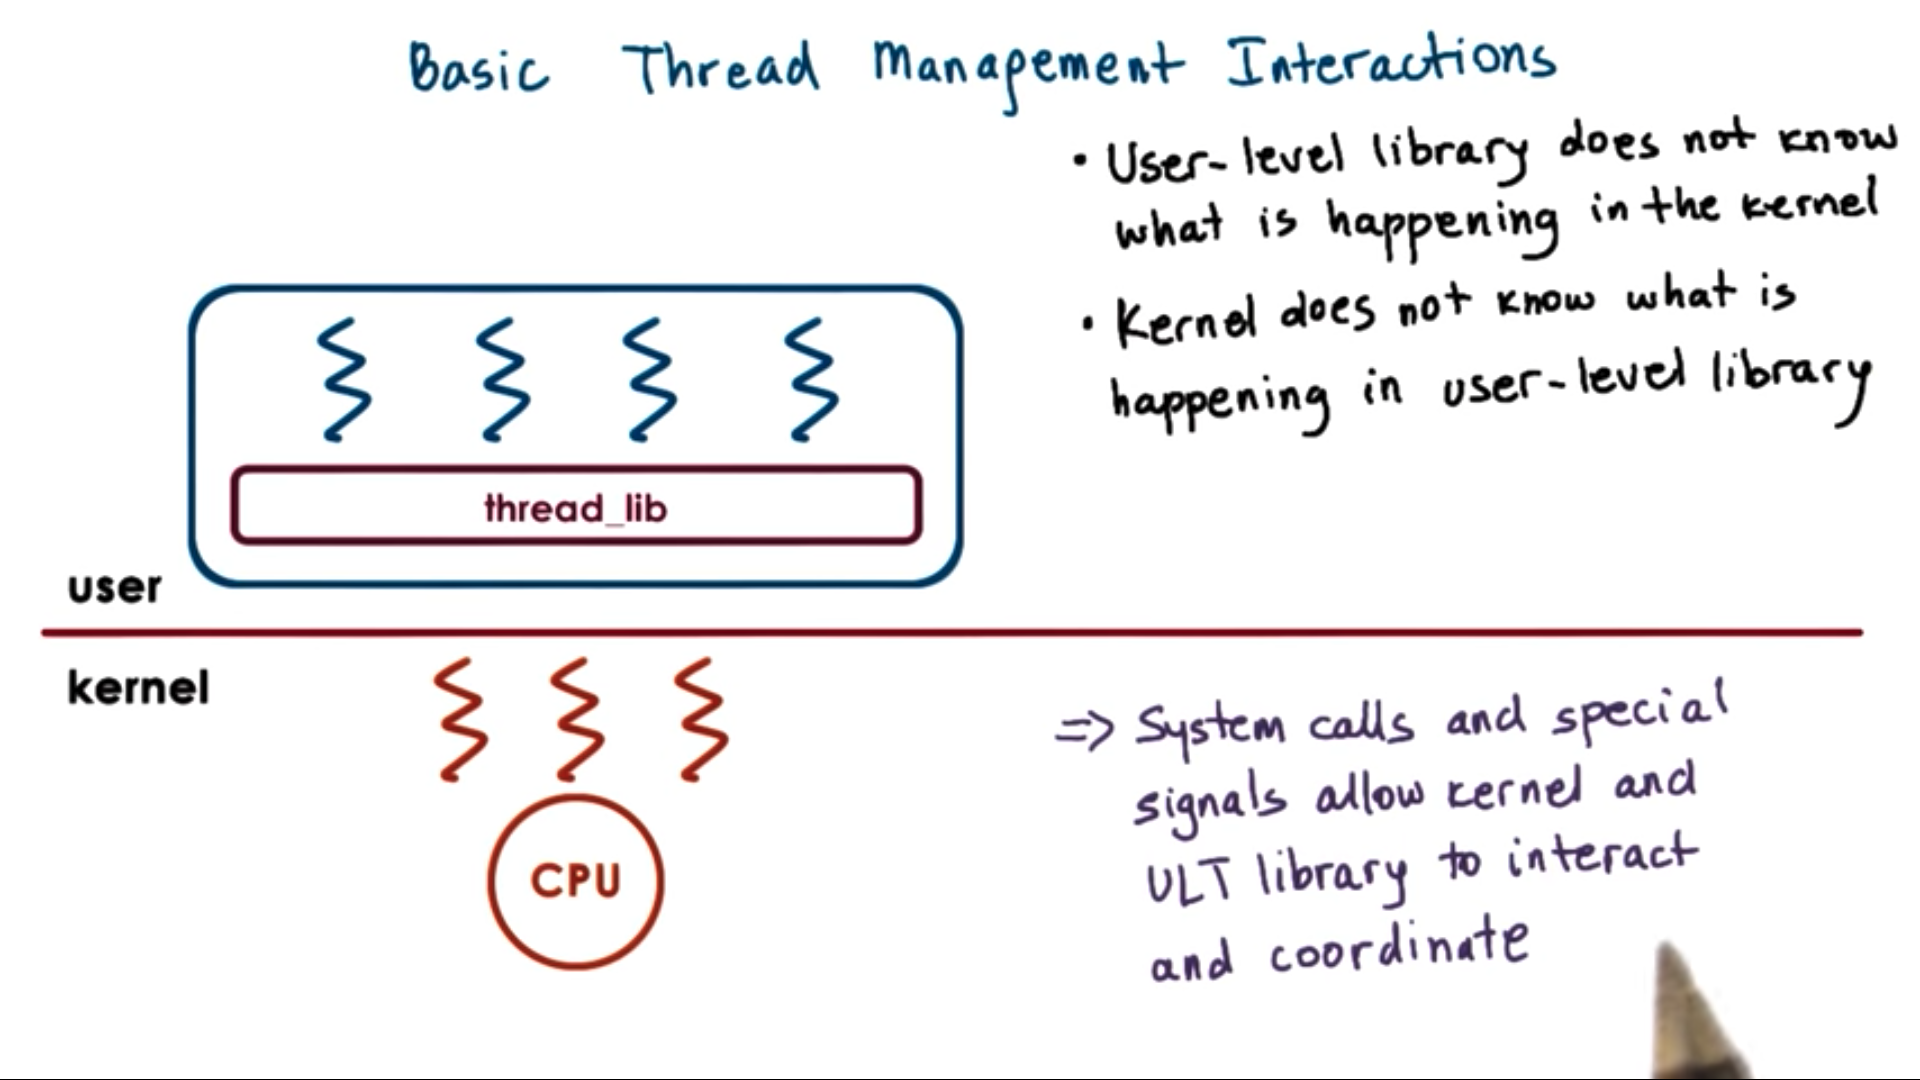 Basic Thread Management Interactions
• User-level library does not know
what is happening in the kernel
• Kernel does not know what is
happening in user-level library
thread_lib
user
kernel
CPU
=> System calls and special
signals allow kernel and
ULT library to interact
and coordinate